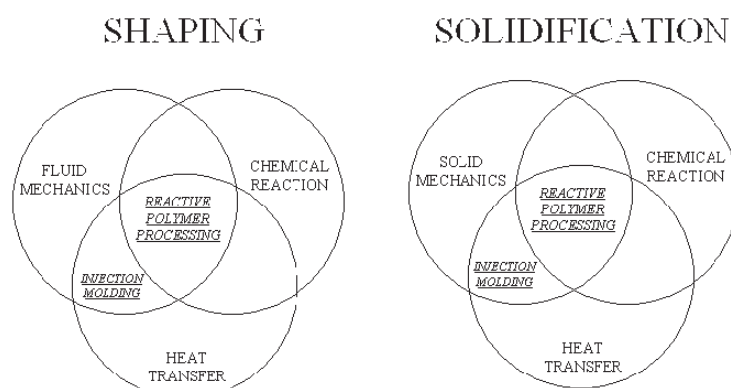 SHAPING
FLUID
MECHANICS
CHEMICAL
REACTION
REACTIVE
POLYMER
PROCESSING
INJECTION
MOLDING
HEAT
TRANSFER
SOLIDIFICATION
SOLID
MECHANICS
CHEMICAL
REACTION
REACTIVE
POLYMER
PROCESSING
INJECTION
MOLDING
HEAT
TRANSFER